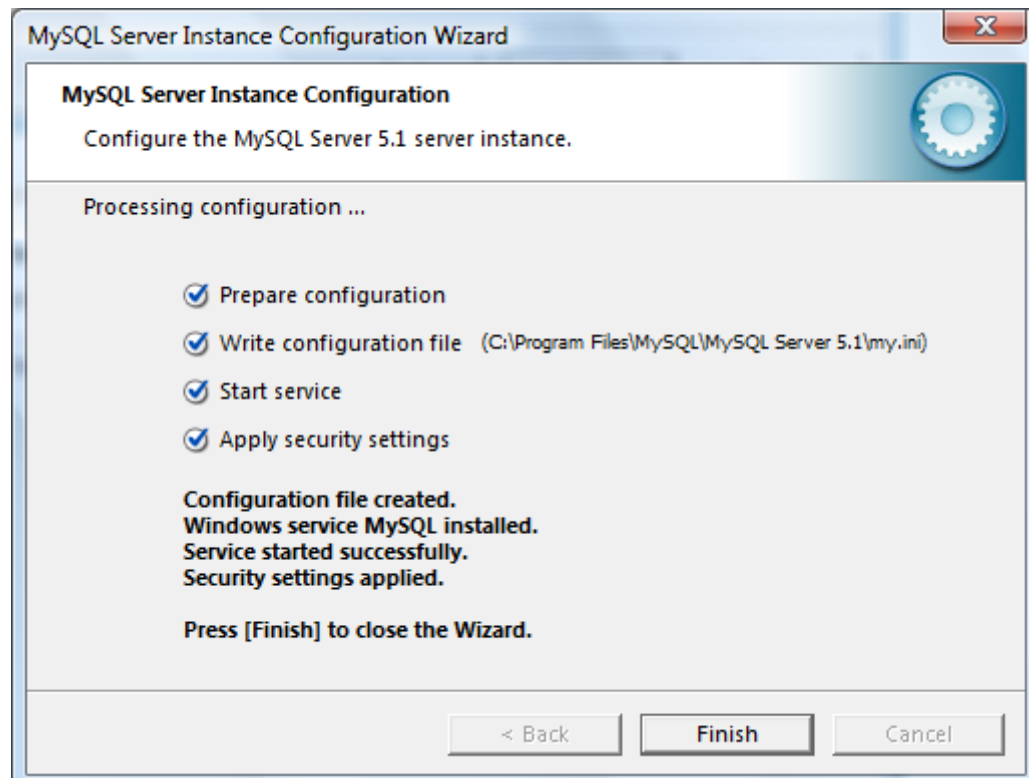 MySQL Server Instance Configuration Wizard
MySQL Server Instance Configuration
Configure the MySQL Server 5.1 server instance.
Processing configuration ...
Prepare configuration
Write configuration file (C:\Program Files\MySQL\MySQL Server 5.1\my.ini)
Start service
Apply security settings
Configuration file created.
Windows service MySQL installed.
Service started successfully.
Security settings applied.
Press [Finish] to close the Wizard.
< Back Finish Cancel